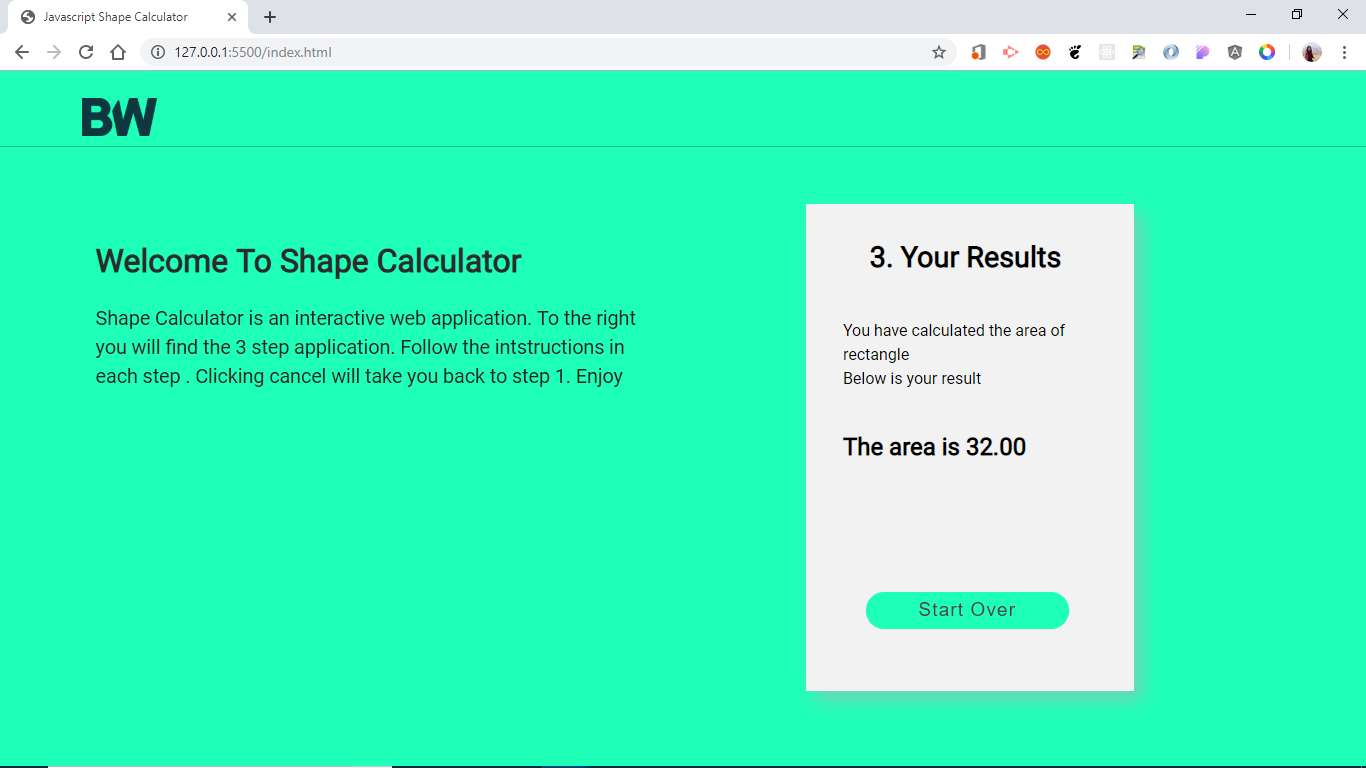 Javascript Shape Calculator
127.0.0.1:5500/index.html
BW
Welcome To Shape Calculator
Shape Calculator is an interactive web application. To the right
you will find the 3 step application. Follow the intstructions in
each step . Clicking cancel will take you back to step 1. Enjoy
3. Your Results
You have calculated the area of
rectangle
Below is your result
The area is 32.00
Start Over